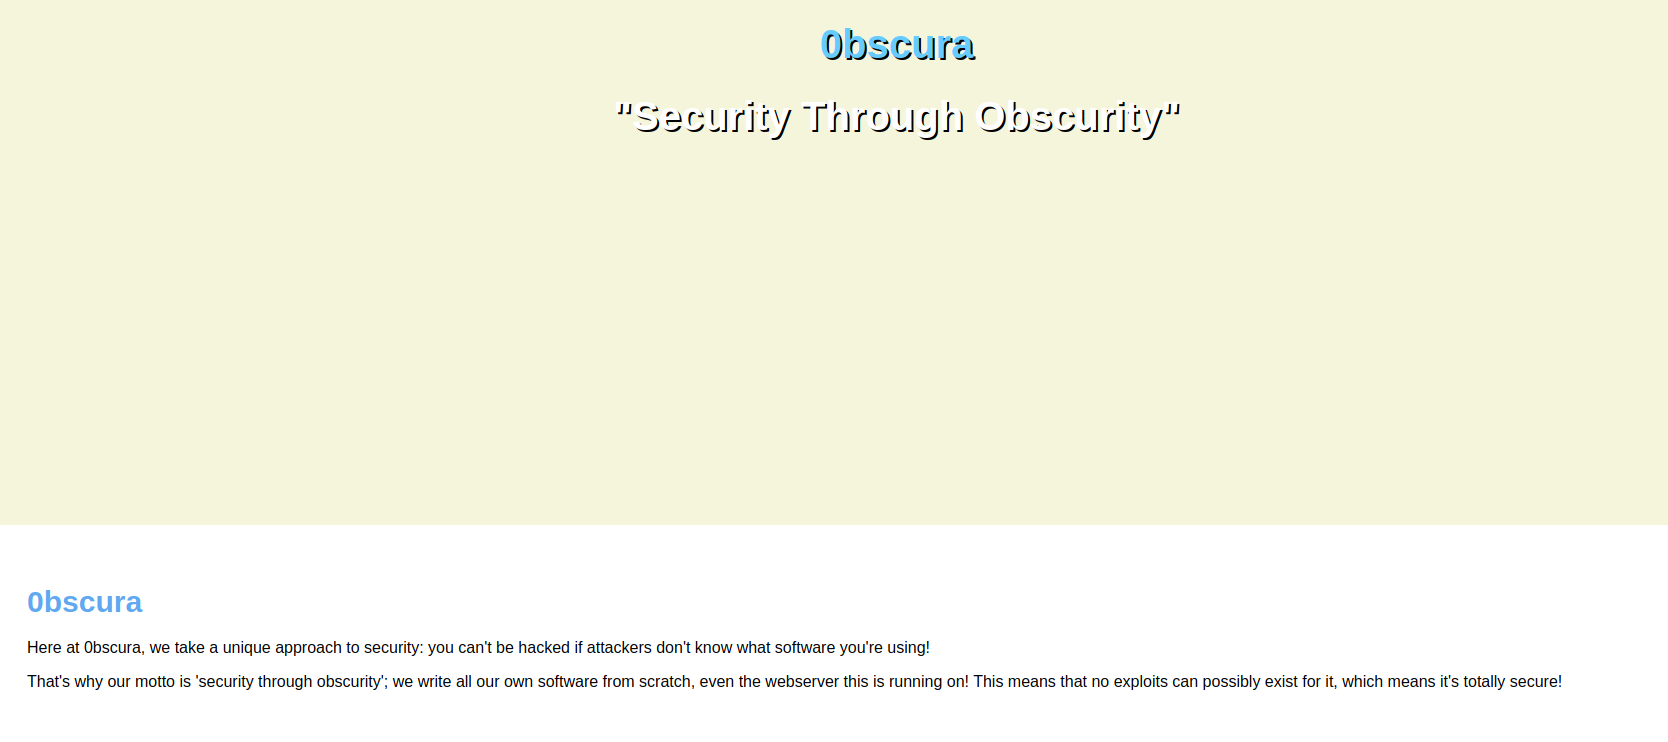 0bscura
"Security Through Obscurity"
0bscura
Here at 0bscura, we take a unique approach to security: you can't be hacked if attackers don't know what software you're using!
That's why our motto is 'security through obscurity'; we write all our own software from scratch, even the webserver this is running on! This means that no exploits can possibly exist for it, which means it's totally secure!